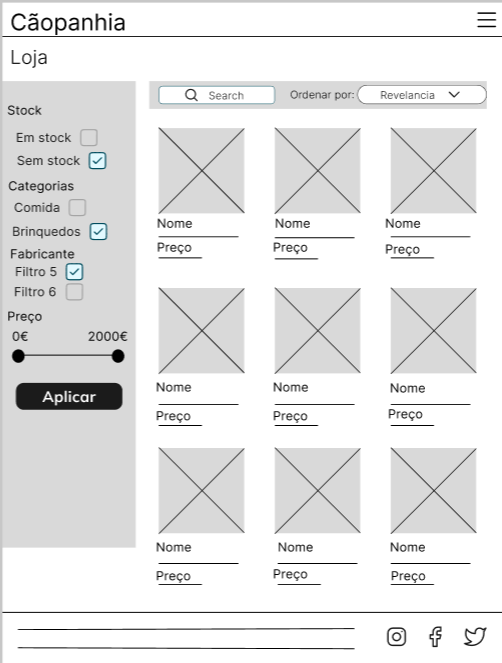 Cãopanhia
Loja
Search
Ordenar por: Revelancia
Stock
Em stock
Sem stock
Categorias
Comida
Brinquedos
Fabricante
Filtro 5
Filtro 6
Preço
0€ 2000€
Aplicar
Nome Nome Nome
Preço Preço Preço
Nome Nome Nome
Preço Preço Preço
Nome Nome Nome
Preço Preço Preço